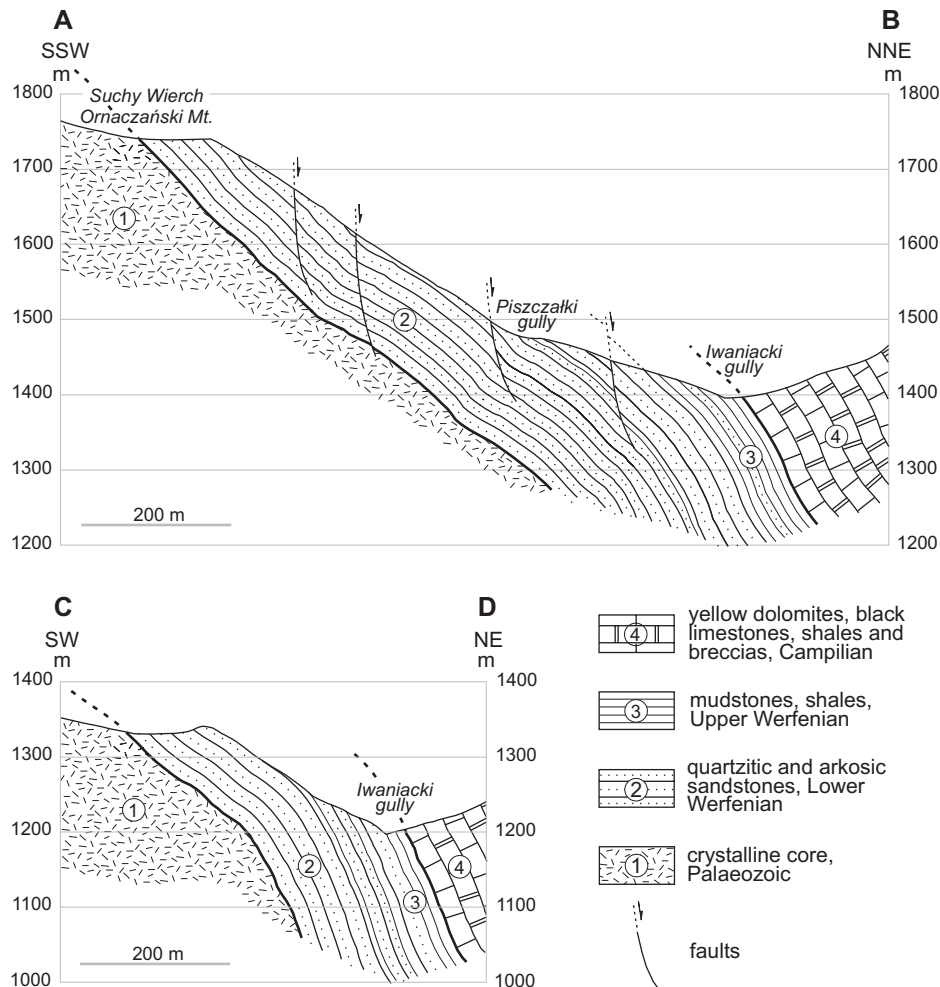 A
B
SSW
NNE
m
m
1800
1800
Suchy Wierch
Ornaczański Mt.
1700
1700
1
1600
1600
Piszczałki
gully
2
1500
1500
Iwaniacki
gully
1400
1400
4
3
1300
1300
200 m
1200
1200
C
D
SW
NE
m
m
1400
1400
1300
1300
Iwaniacki
gully
1
1200
1200
2
4
3
1100
1100
200 m
1000
1000
4
yellow dolomites, black
limestones, shales and
breccias, Campilian
3
mudstones, shales,
Upper Werfenian
2
quartzitic and arkosic
sandstones, Lower
Werfenian
1
crystalline core,
Palaeozoic
faults